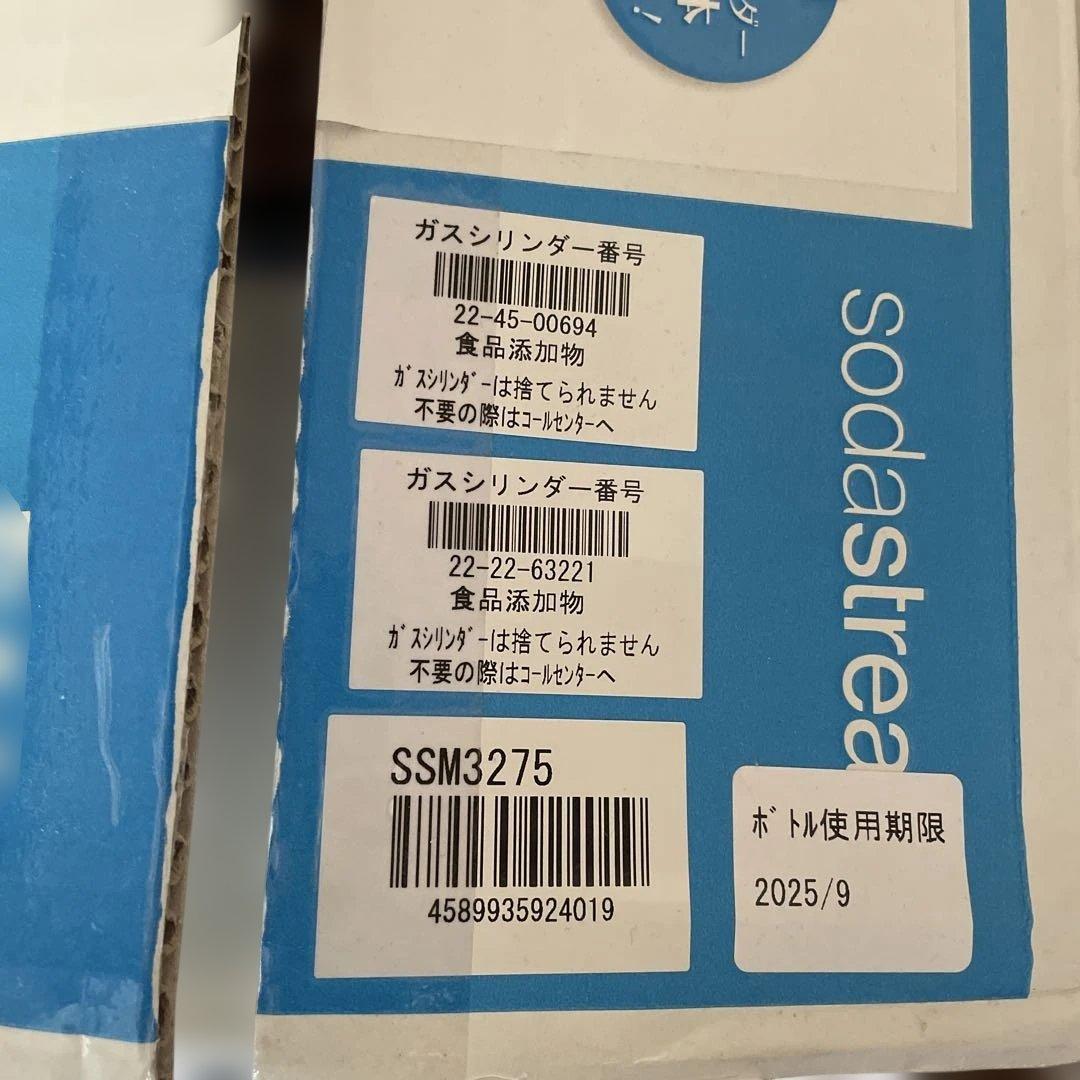 ダー
本!
ガスシリンダー番号
22-45-00694
食品添加物
ｶﾞｽｼﾘﾝﾀﾞｰは捨てられません
不要の際はｺｰﾙｾﾝﾀｰへ
ガスシリンダー番号
22-22-63221
食品添加物
ｶﾞｽｼﾘﾝﾀﾞｰは捨てられません
不要の際はｺｰﾙｾﾝﾀｰへ
SSM3275
4589935924019
sodastrea
ﾎﾞﾄﾙ使用期限
2025/9